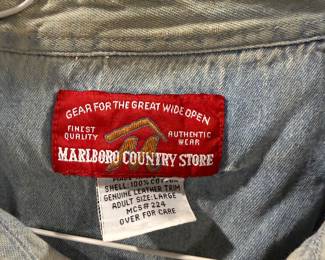 GEAR FOR THE GREAT WIDE OPEN
FINEST QUALITY
AUTHENTIC WEAR
MARLBORO COUNTRY STORE
SHELL: 100% COTTON
GENUINE LEATHER TRIM
ADULT SIZE: LARGE
MCS# 224
OVER FOR CARE